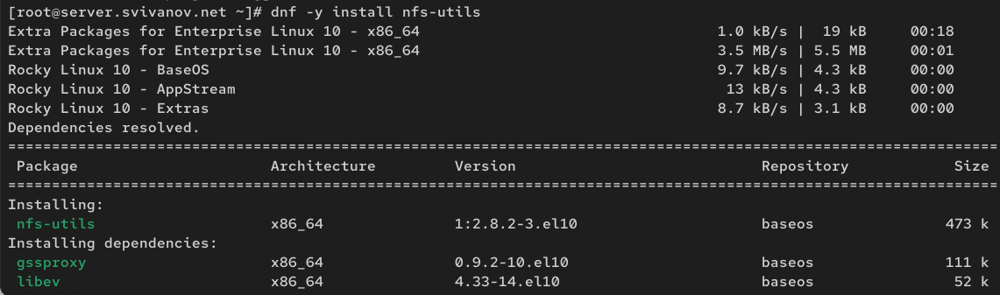 [root@server.svivanov.net ~]# dnf -y install nfs-utils
Extra Packages for Enterprise Linux 10 - x86_64 1.0 kB/s | 19 kB 00:18
Extra Packages for Enterprise Linux 10 - x86_64 3.5 MB/s | 5.5 MB 00:01
Rocky Linux 10 - BaseOS 9.7 kB/s | 4.3 kB 00:00
Rocky Linux 10 - AppStream 13 kB/s | 4.3 kB 00:00
Rocky Linux 10 - Extras 8.7 kB/s | 3.1 kB 00:00
Dependencies resolved.
================================================================================================================
Package Architecture Version Repository Size
================================================================================================================
Installing:
nfs-utils x86_64 1:2.8.2-3.el10 baseos 473 k
Installing dependencies:
gssproxy x86_64 0.9.2-10.el10 baseos 111 k
libev x86_64 4.33-14.el10 baseos 52 k